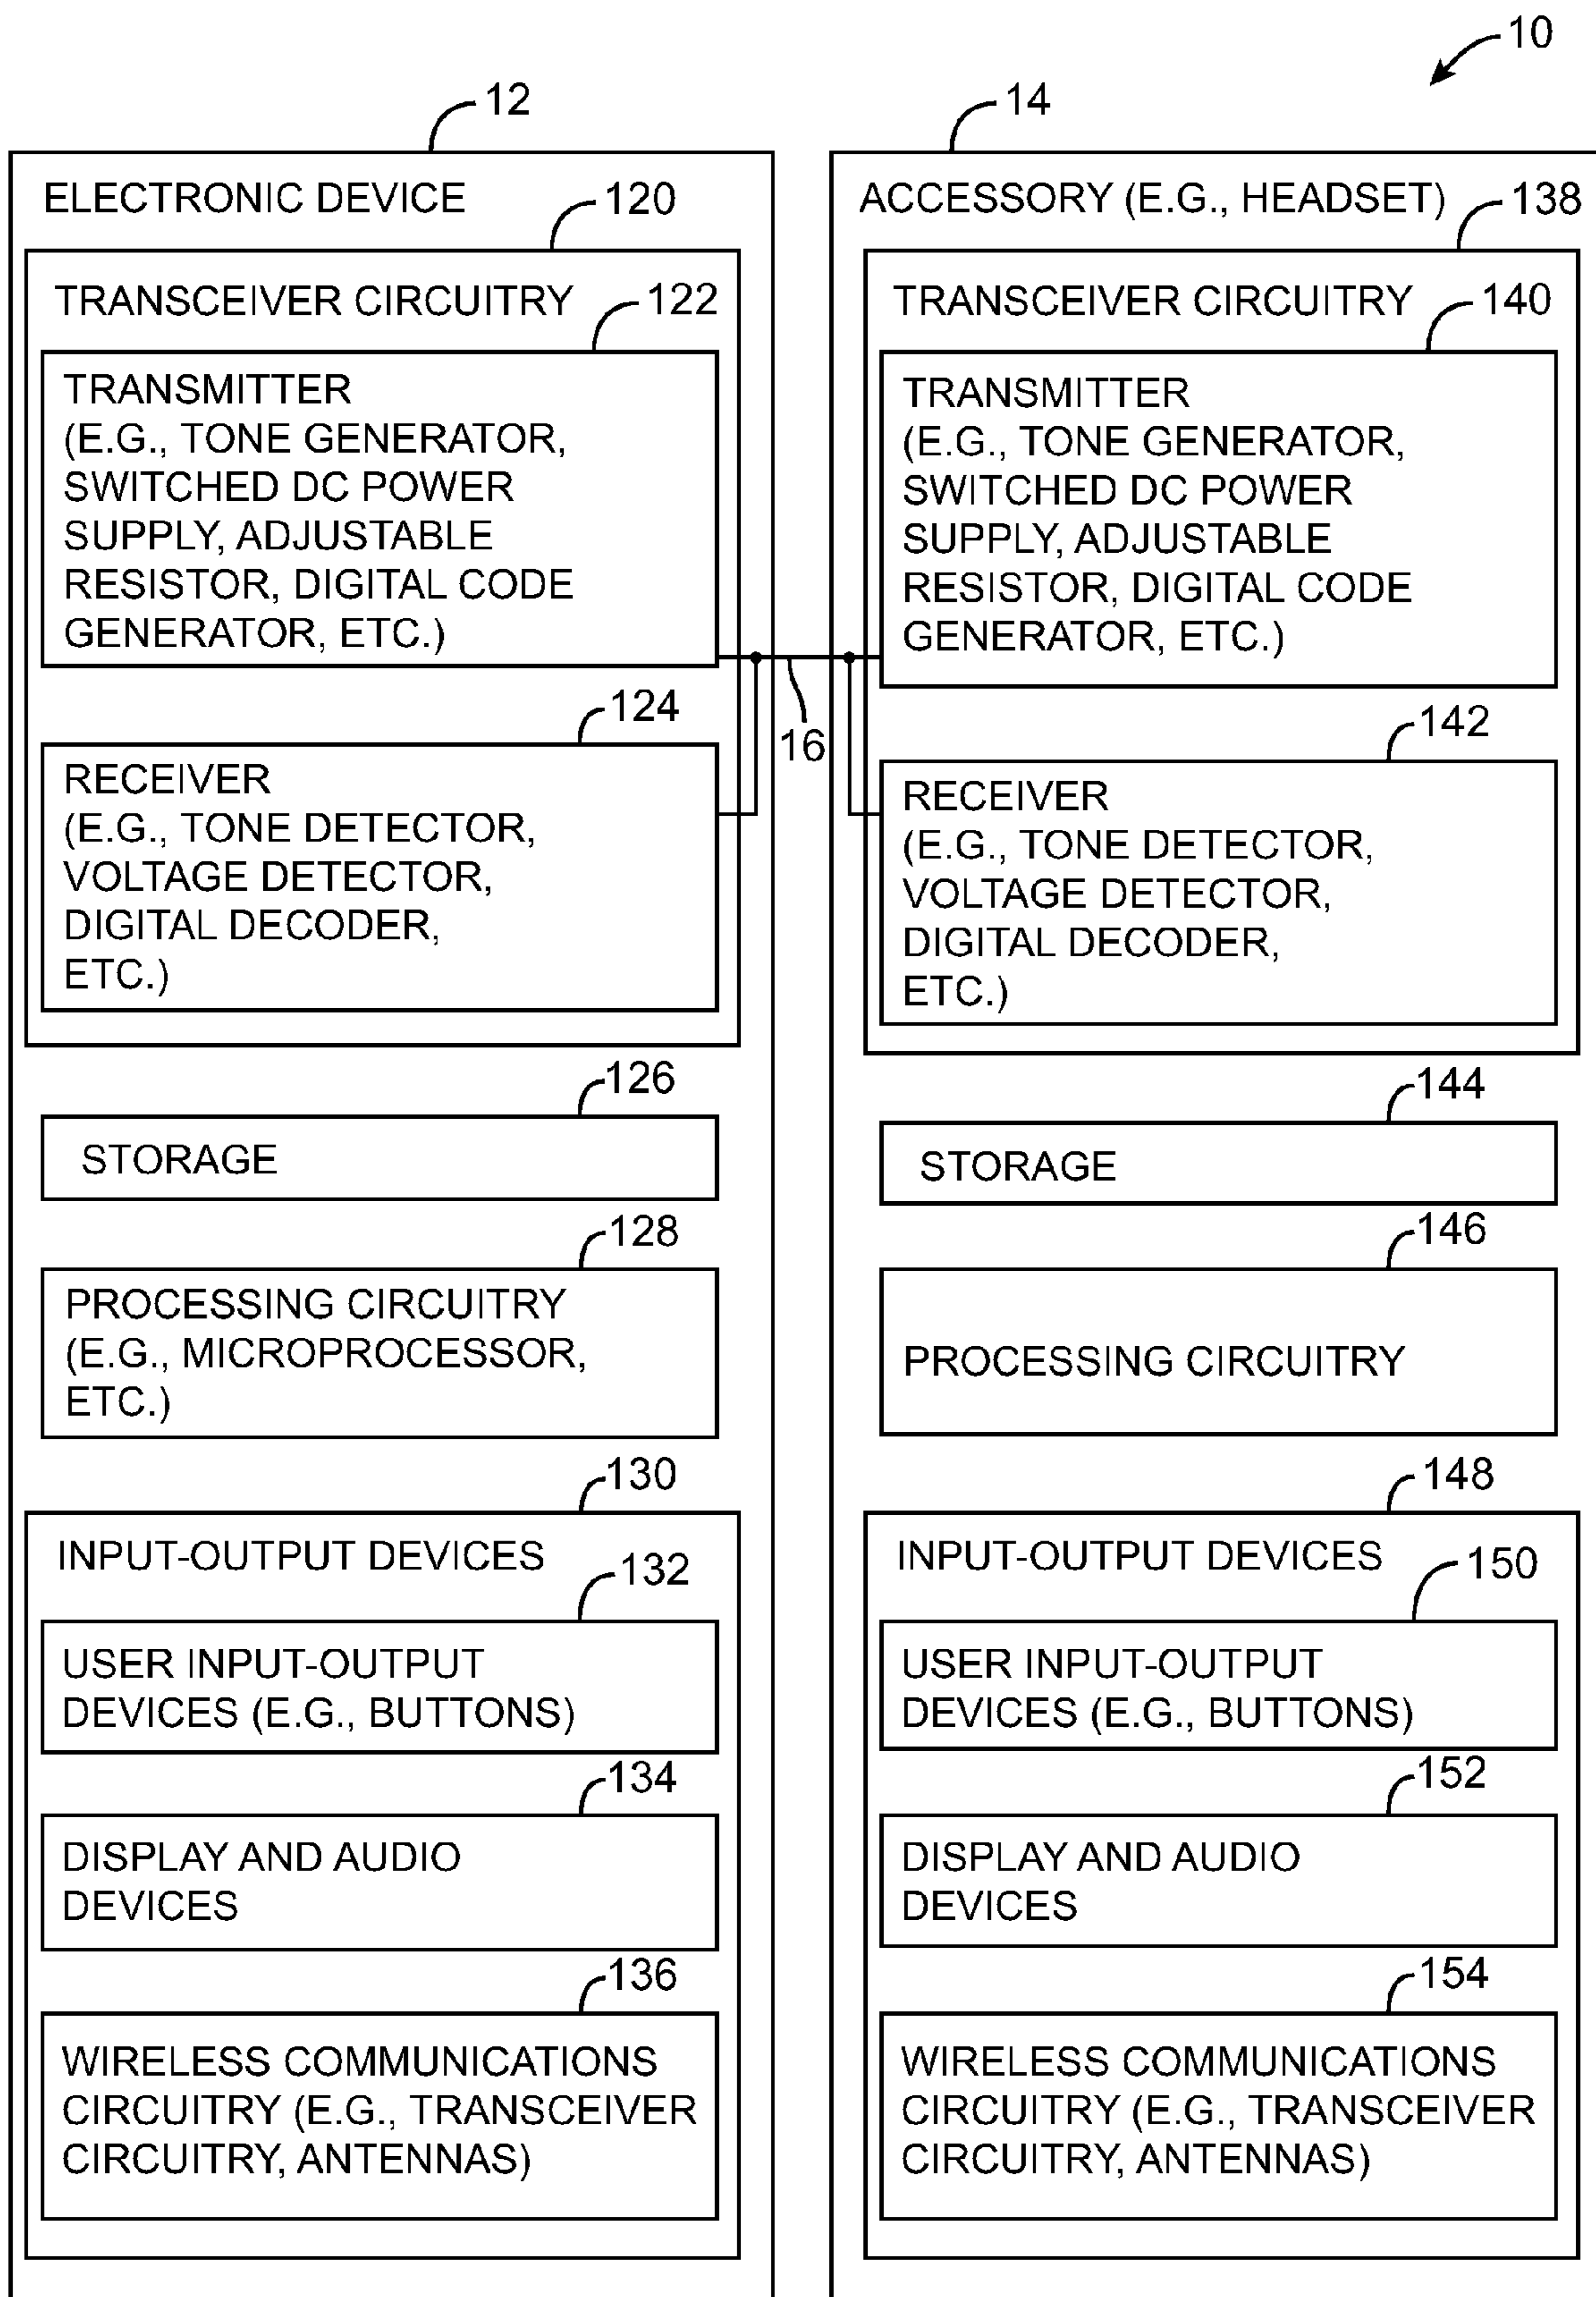 10
12
ELECTRONIC DEVICE
120
TRANSCEIVER CIRCUITRY
122
TRANSMITTER
(E.G., TONE GENERATOR,
SWITCHED DC POWER
SUPPLY, ADJUSTABLE
RESISTOR, DIGITAL CODE
GENERATOR, ETC.)
124
RECEIVER
(E.G., TONE DETECTOR,
VOLTAGE DETECTOR,
DIGITAL DECODER,
ETC.)
126
STORAGE
128
PROCESSING CIRCUITRY
(E.G., MICROPROCESSOR,
ETC.)
130
INPUT-OUTPUT DEVICES
132
USER INPUT-OUTPUT
DEVICES (E.G., BUTTONS)
134
DISPLAY AND AUDIO
DEVICES
136
WIRELESS COMMUNICATIONS
CIRCUITRY (E.G., TRANSCEIVER
CIRCUITRY, ANTENNAS)
16
14
ACCESSORY (E.G., HEADSET)
138
TRANSCEIVER CIRCUITRY
140
TRANSMITTER
(E.G., TONE GENERATOR,
SWITCHED DC POWER
SUPPLY, ADJUSTABLE
RESISTOR, DIGITAL CODE
GENERATOR, ETC.)
142
RECEIVER
(E.G., TONE DETECTOR,
VOLTAGE DETECTOR,
DIGITAL DECODER,
ETC.)
144
STORAGE
146
PROCESSING CIRCUITRY
148
INPUT-OUTPUT DEVICES
150
USER INPUT-OUTPUT
DEVICES (E.G., BUTTONS)
152
DISPLAY AND AUDIO
DEVICES
154
WIRELESS COMMUNICATIONS
CIRCUITRY (E.G., TRANSCEIVER
CIRCUITRY, ANTENNAS)